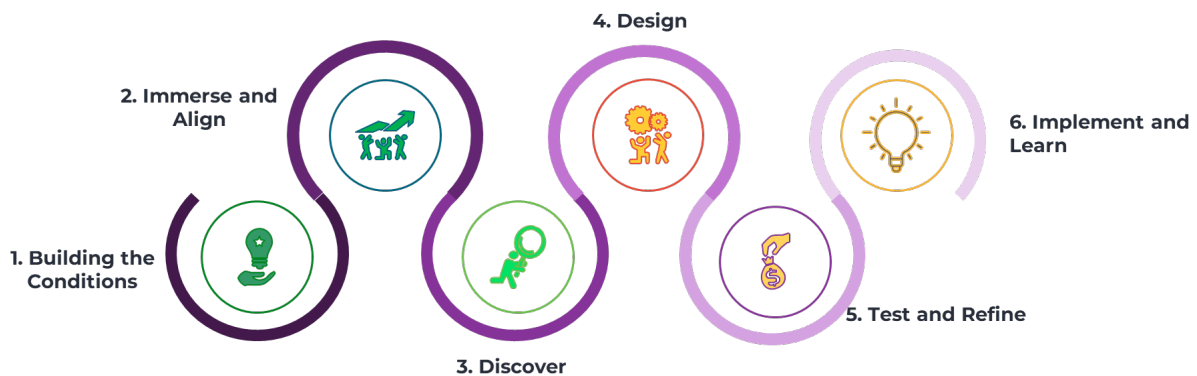 1. Building the
Conditions
2. Immerse and
Align
3. Discover
4. Design
$
5. Test and Refine
6. Implement and
Learn